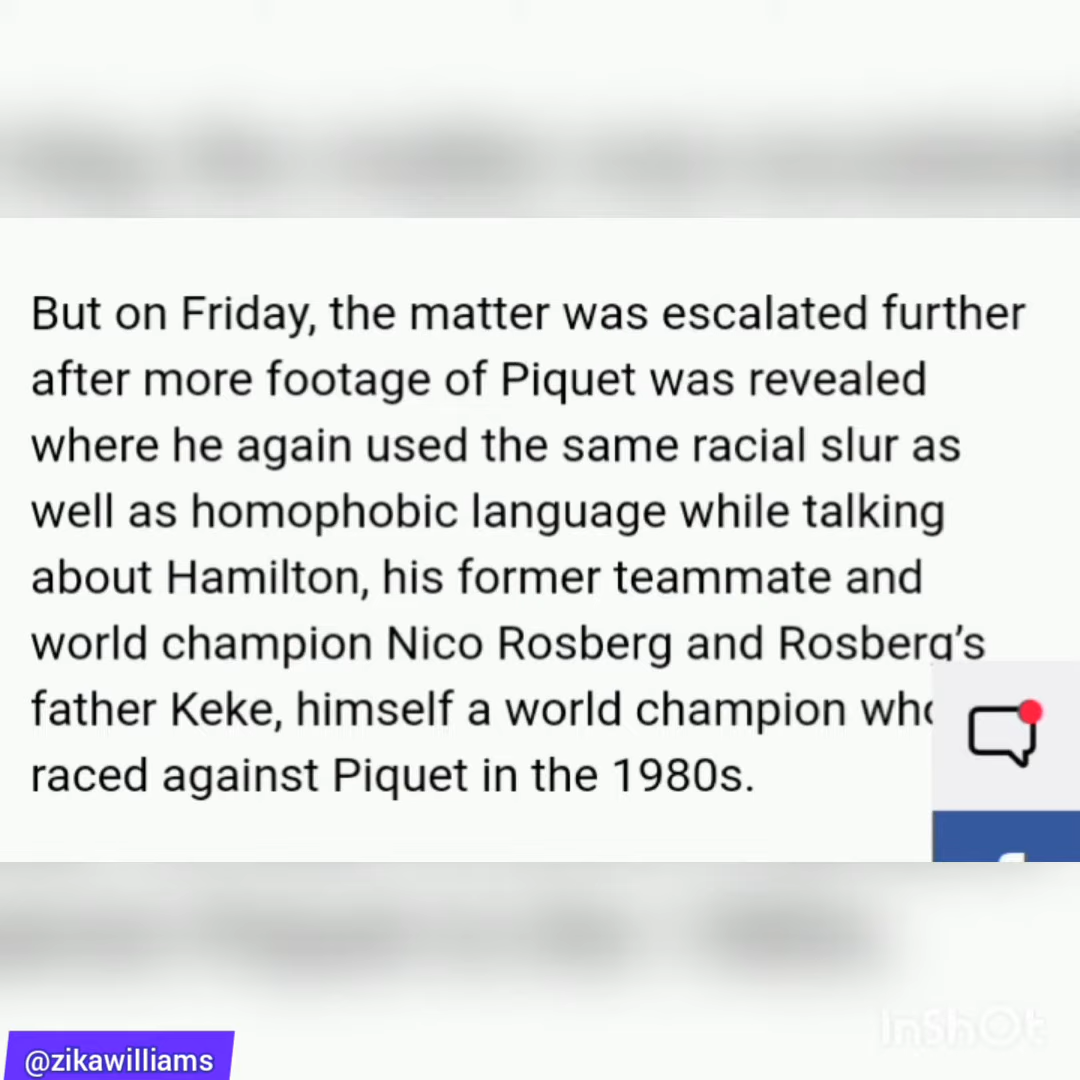 But on Friday, the matter was escalated further
after more footage of Piquet was revealed
where he again used the same racial slur as
well as homophobic language while talking
about Hamilton, his former teammate and
world champion Nico Rosberg and Rosberg's
father Keke, himself a world champion who
raced against Piquet in the 1980s.
InShOt
@zikawilliams